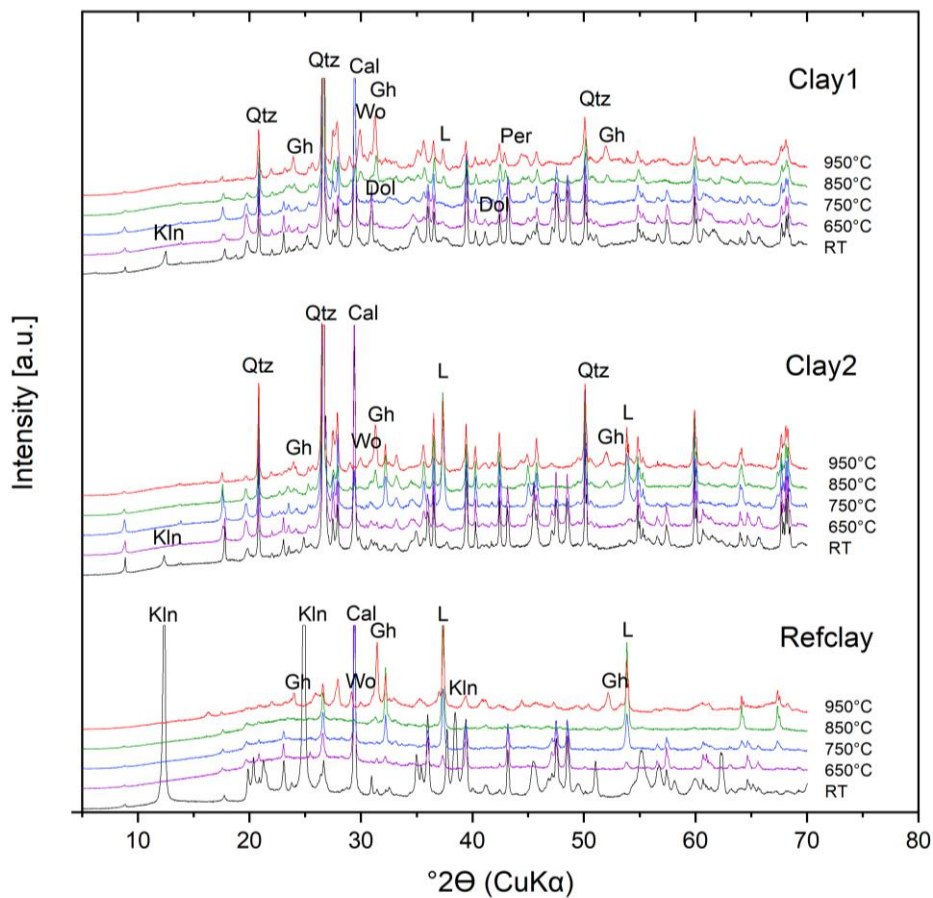 Clay1
Qtz
Cal
Gh
Wo
Qtz
Qtz
Gh
L
Per
Gh
950°C
Dol
850°C
750°C
Dol
650°C
Kln
RT
Clay2
Qtz
Cal
Qtz
L
Qtz
Gh
L
Gh
Wo
Gh
950°C
850°C
750°C
650°C
Kln
RT
Refclay
Kln
Kln
Cal
L
Gh
L
Gh
Wo
Kln
Gh
950°C
850°C
750°C
650°C
RT
Intensity [a.u.]
10
20
30
40
50
60
70
80
°2Θ (CuKα)